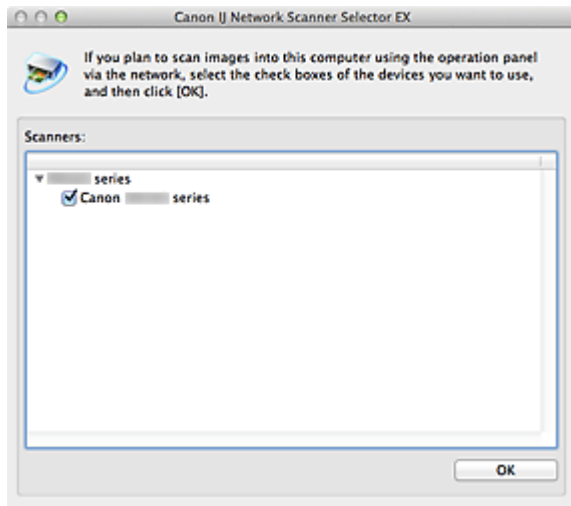 Canon IJ Network Scanner Selector EX
If you plan to scan images into this computer using the operation panel
via the network, select the check boxes of the devices you want to use,
and then click [OK].
Scanners:
series
Canon series
OK